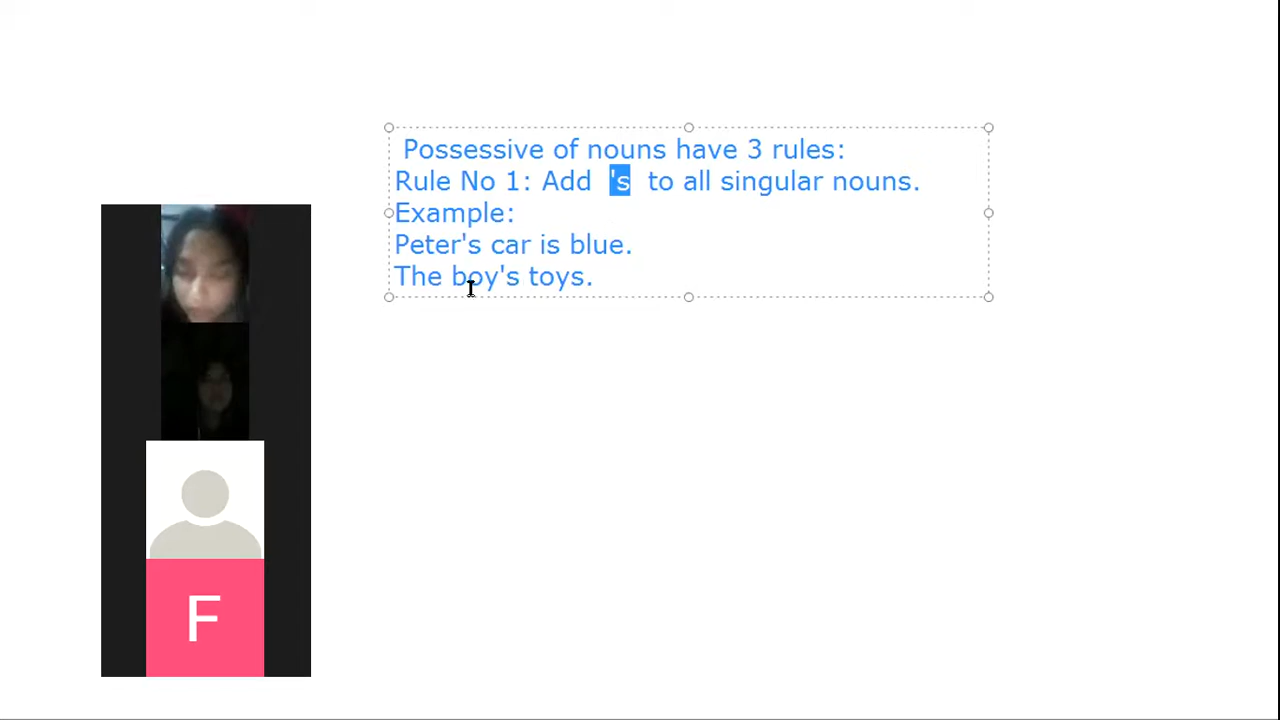 Possessive of nouns have 3 rules:
Rule No 1: Add 's to all singular nouns.
Example:
Peter's car is blue.
The boy's toys.
F